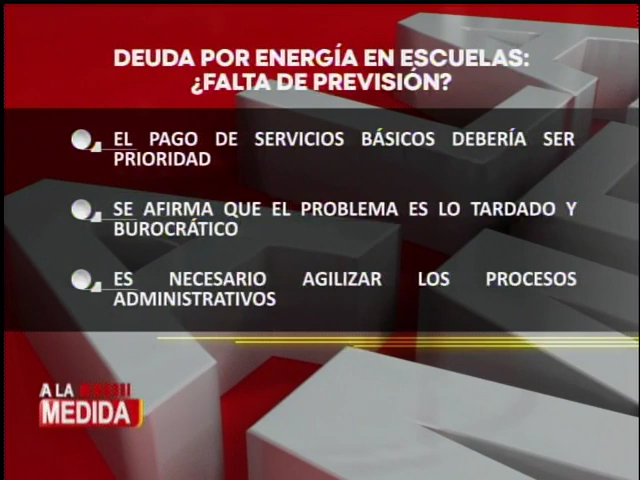 DEUDA POR ENERGÍA EN ESCUELAS:
¿FALTA DE PREVISIÓN?
EL PAGO DE SERVICIOS BÁSICOS DEBERÍA SER
PRIORIDAD
SE AFIRMA QUE EL PROBLEMA ES LO TARDADO Y
BUROCRÁTICO
ES NECESARIO AGILIZAR LOS PROCESOS
ADMINISTRATIVOS
A LA
MEDIDA